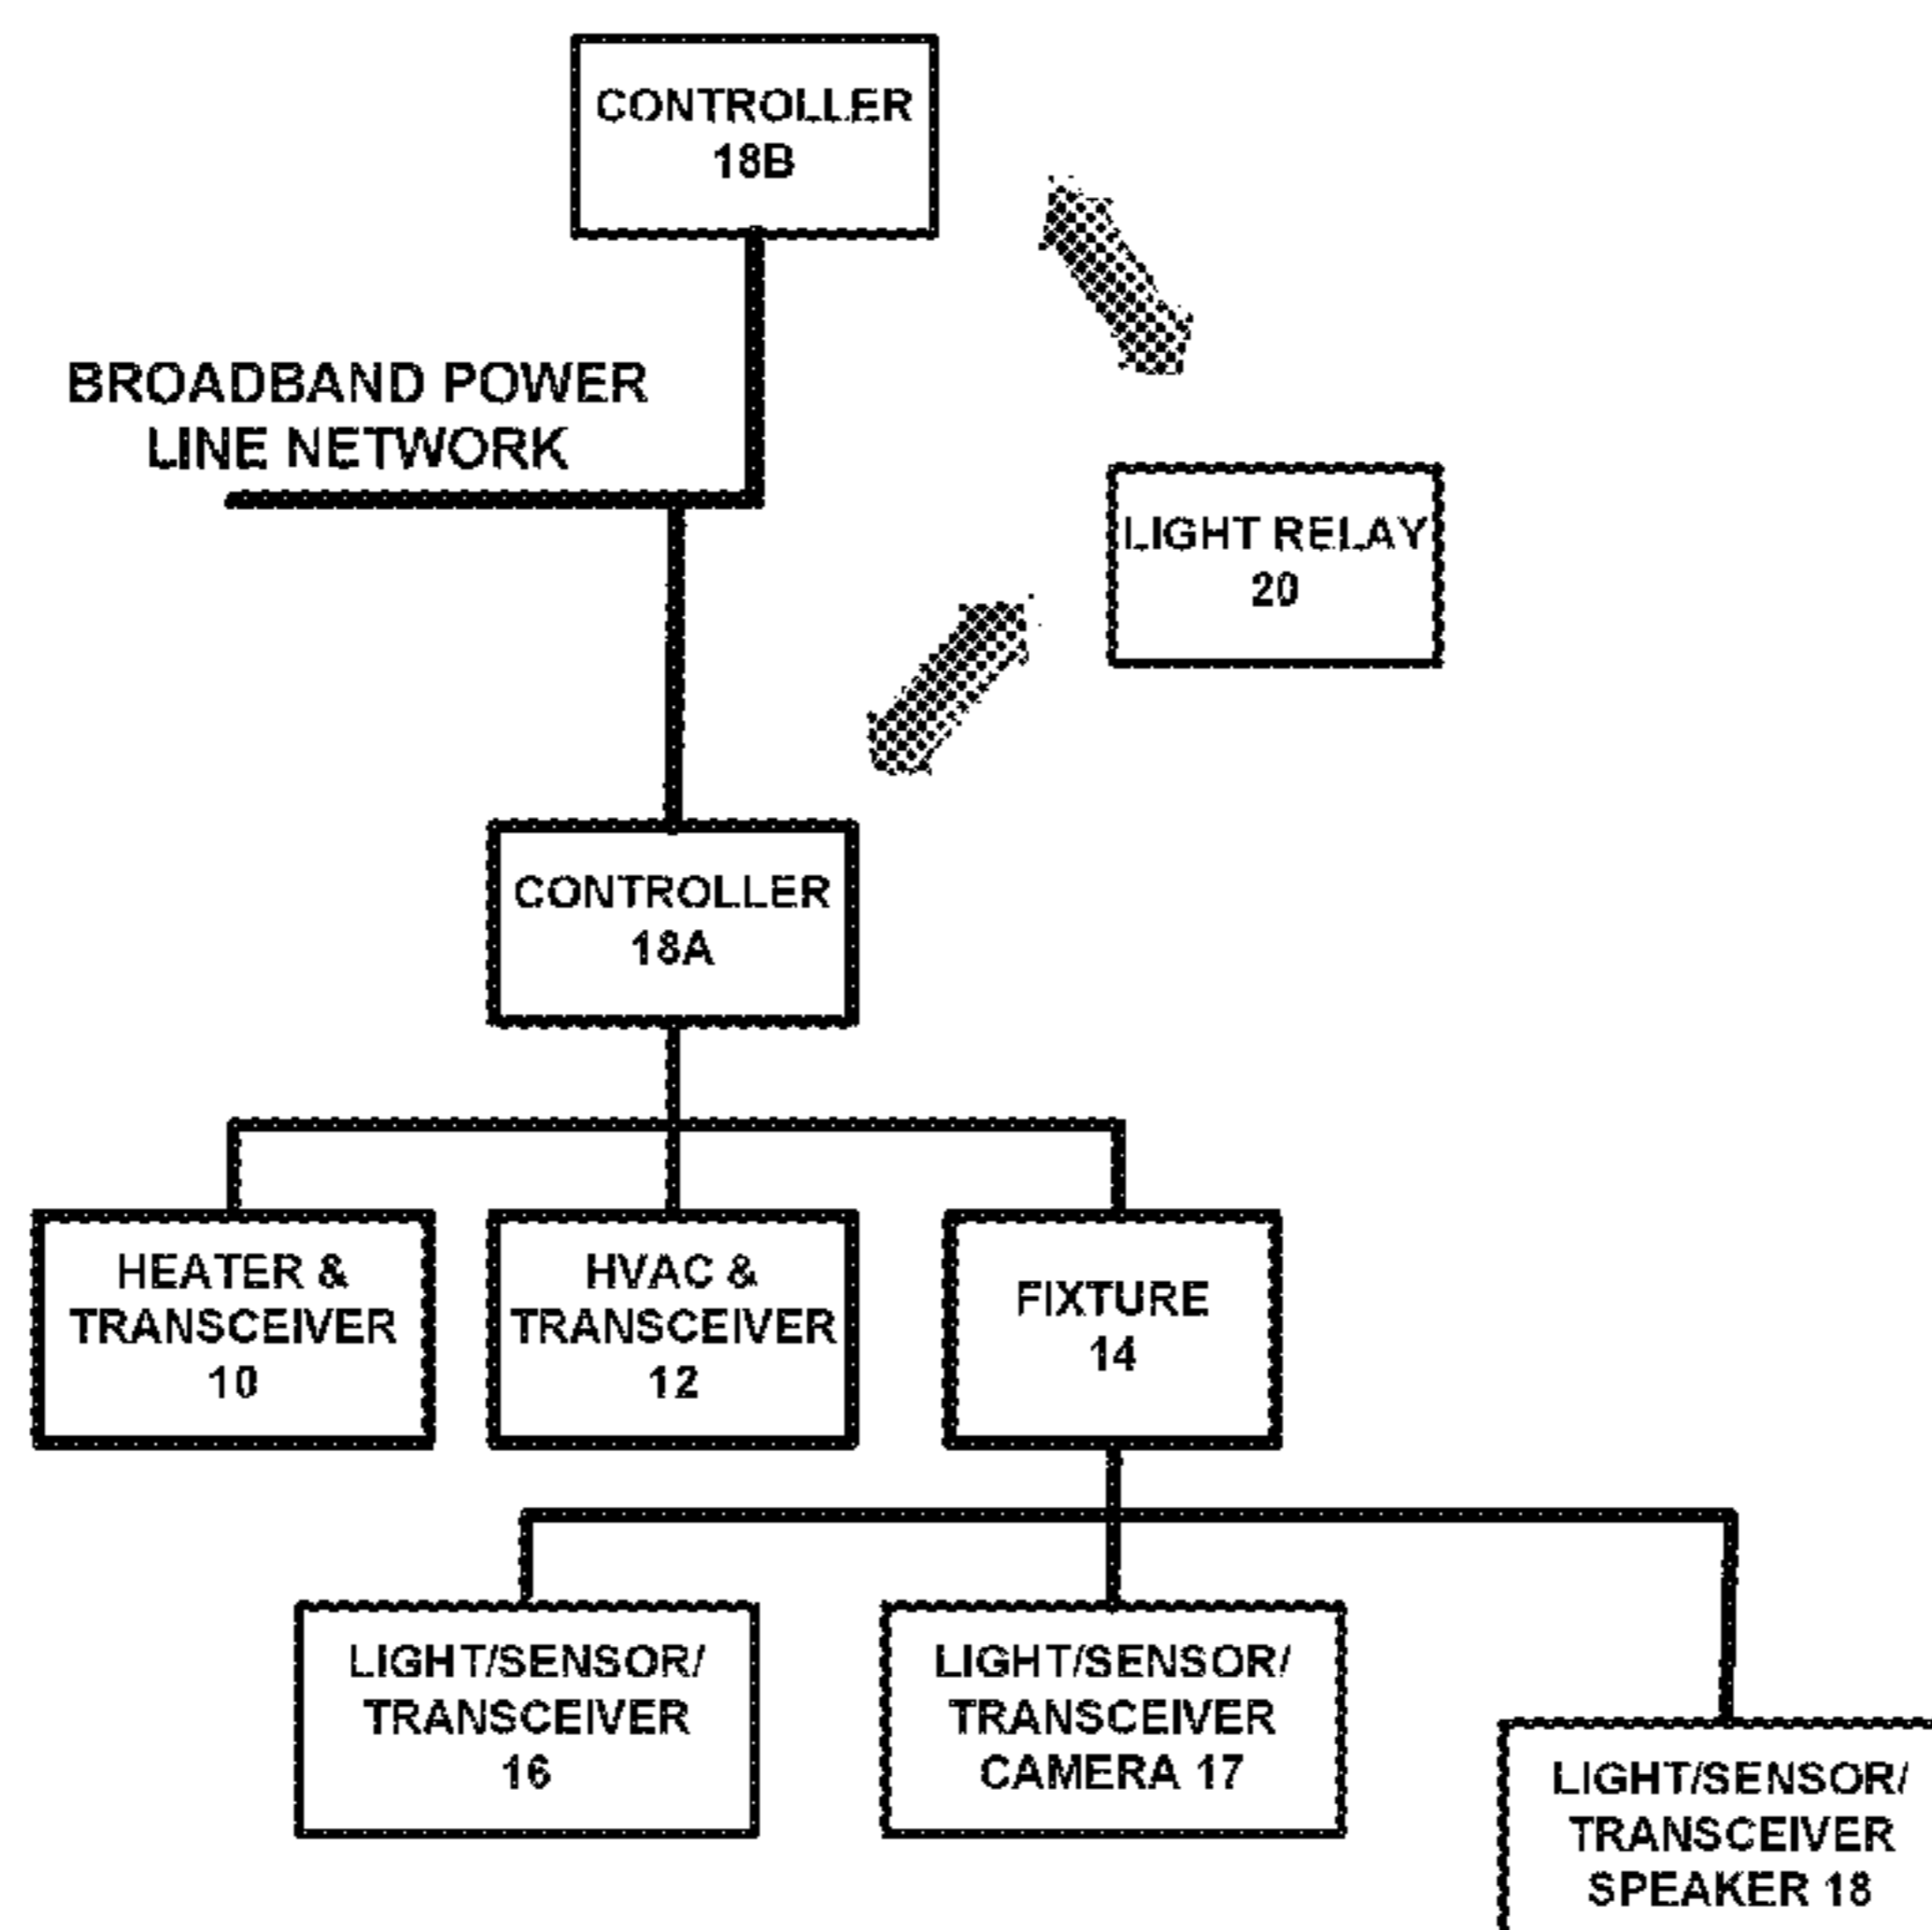 CONTROLLER
18B
BROADBAND POWER
LINE NETWORK
LIGHT RELAY
20
CONTROLLER
18A
HEATER &
TRANSCEIVER
10
HVAC &
TRANSCEIVER
12
FIXTURE
14
LIGHT/SENSOR/
TRANSCEIVER
16
LIGHT/SENSOR/
TRANSCEIVER
CAMERA 17
LIGHT/SENSOR/
TRANSCEIVER
SPEAKER 18